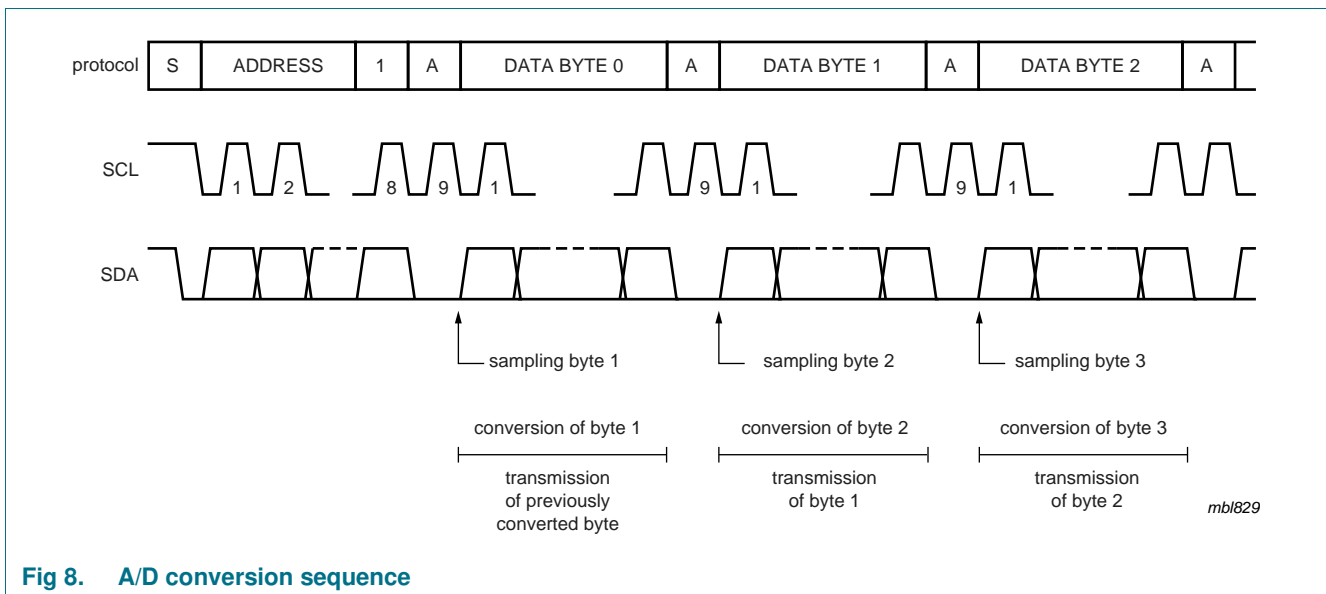 protocol S ADDRESS 1 A DATA BYTE 0 A DATA BYTE 1 A DATA BYTE 2 A
SCL 1 2 8 9 1 9 1 9 1
SDA
sampling byte 1 sampling byte 2 sampling byte 3
conversion of byte 1 conversion of byte 2 conversion of byte 3
transmission transmission transmission
of previously of byte 1 of byte 2
converted byte mbl829
Fig 8. A/D conversion sequence